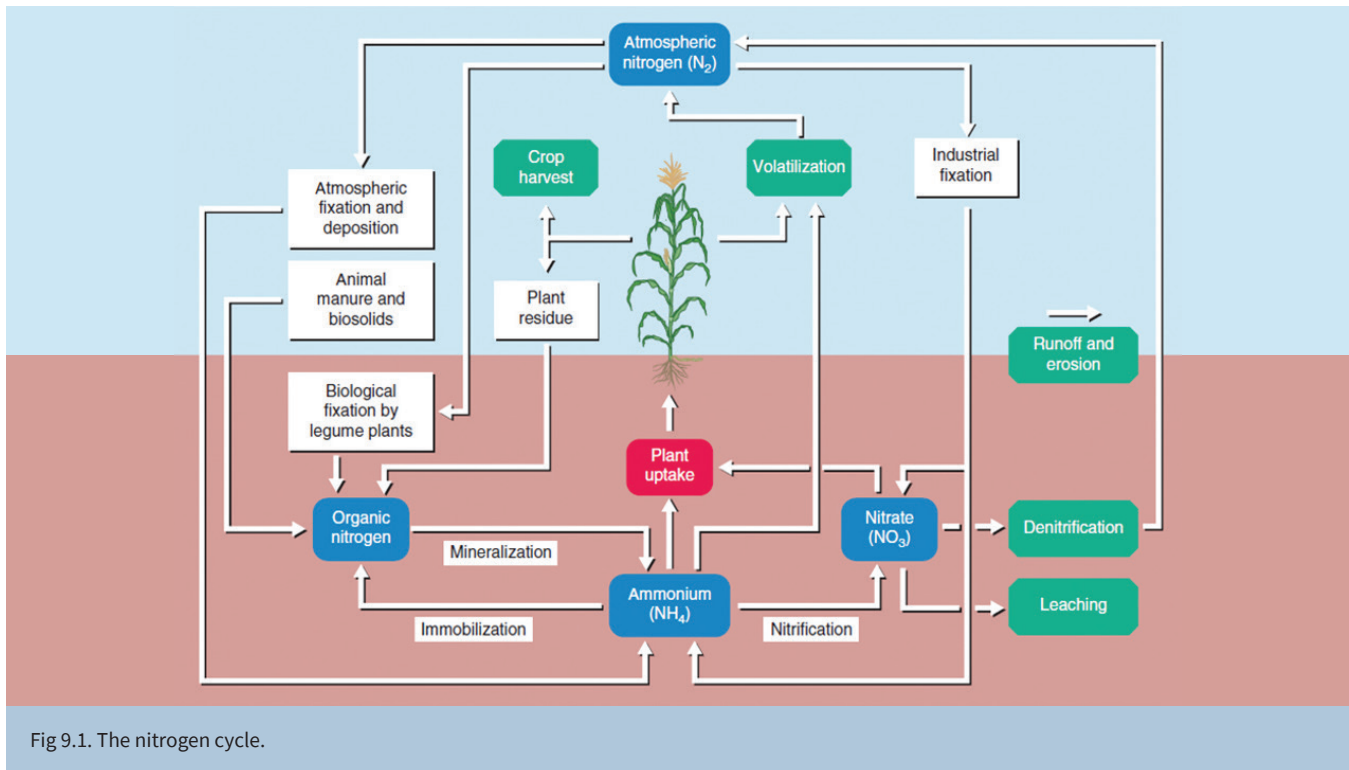 Atmospheric
nitrogen (N₂)
Crop
harvest
Volatilization
Industrial
fixation
Atmospheric
fixation and
deposition
Animal
manure and
biosolids
Plant
residue
Runoff and
erosion
Biological
fixation by
legume plants
Plant
uptake
Organic
nitrogen
Nitrate
(NO₃)
Denitrification
Mineralization
Ammonium
(NH₄)
Leaching
Immobilization
Nitrification
Fig 9.1. The nitrogen cycle.